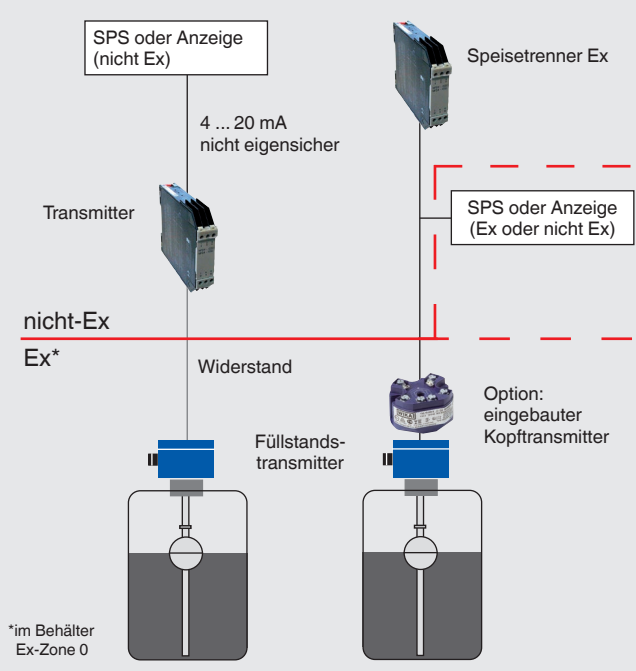 SPS oder Anzeige
(nicht Ex)
Speisetrenner Ex
4 ... 20 mA
nicht eigensicher
Transmitter
SPS oder Anzeige
(Ex oder nicht Ex)
nicht-Ex
Ex*
Widerstand
Option:
eingebauter
Kopftransmitter
Füllstands-
transmitter
*im Behälter
Ex-Zone 0